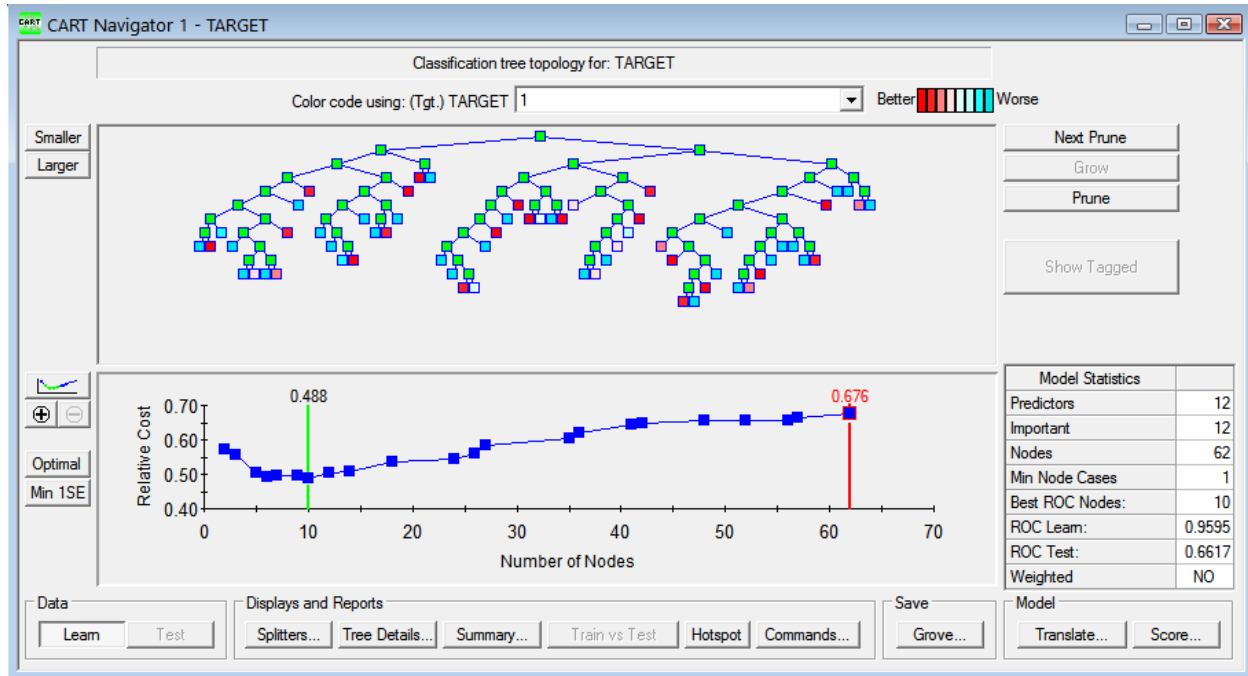 CART CART Navigator 1 - TARGET
Classification tree topology for: TARGET
Color code using: (Tgt.) TARGET 1 Better Worse
Smaller
Larger
Next Prune
Grow
Prune
Show Tagged
Optimal
Min 1SE
Relative Cost
0.70
0.60
0.50
0.40
0.488
0.676
0 10 20 30 40 50 60 70
Number of Nodes
Model Statistics
Predictors 12
Important 12
Nodes 62
Min Node Cases 1
Best ROC Nodes: 10
ROC Learn: 0.9595
ROC Test: 0.6617
Weighted NO
Data
Learn Test
Displays and Reports
Splitters... Tree Details... Summary... Train vs Test Hotspot Commands...
Save
Grove...
Model
Translate... Score...